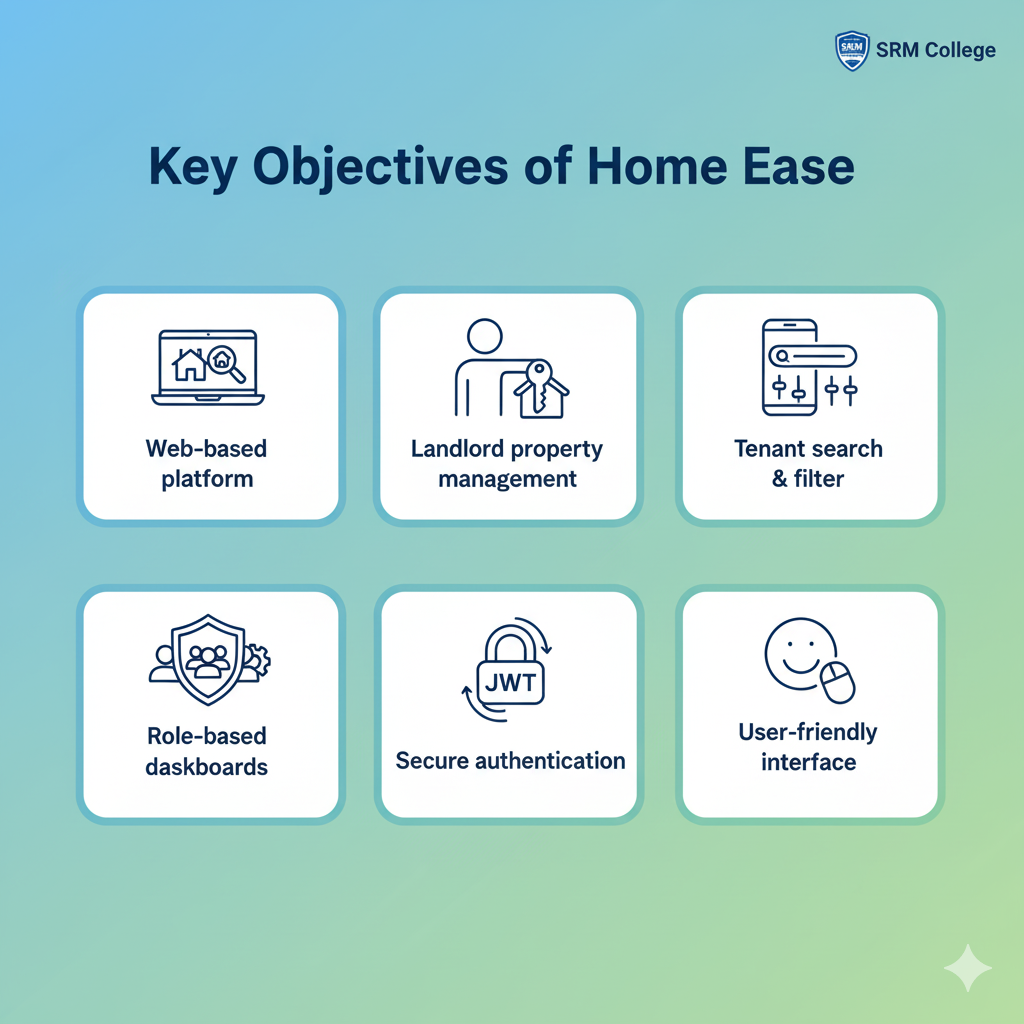 SRM College
Key Objectives of Home Ease
Web-based
platform
Landlord property
management
Tenant search
& filter
Role-based
daskboards
JWT
Secure authentication
User-friendly
interface